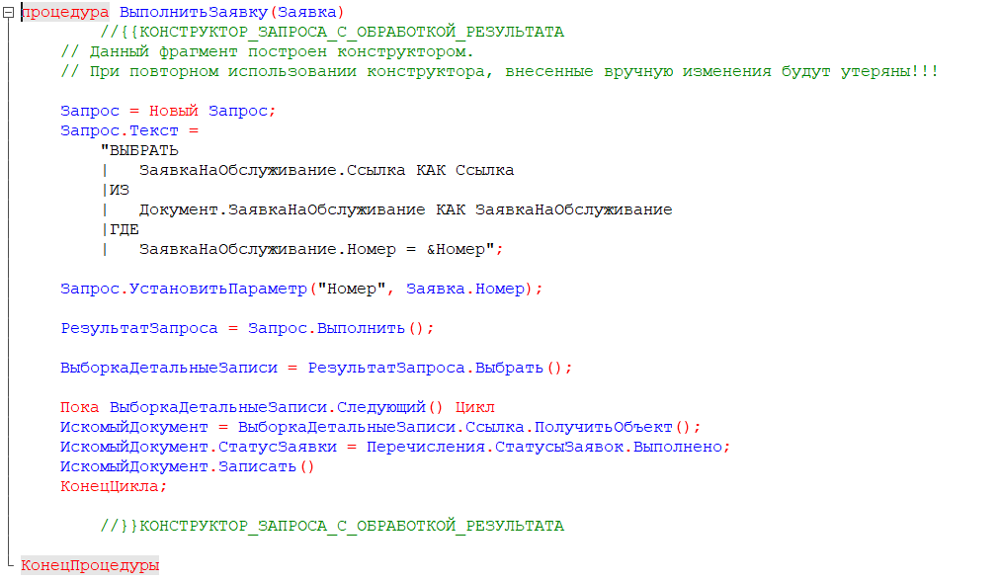 процедура ВыполнитьЗаявку(Заявка)
//{{КОНСТРУКТОР_ЗАПРОСА_С_ОБРАБОТКОЙ_РЕЗУЛЬТАТА
// Данный фрагмент построен конструктором.
// При повторном использовании конструктора, внесенные вручную изменения будут утеряны!!!
Запрос = Новый Запрос;
Запрос.Текст =
"ВЫБРАТЬ
|   ЗаявкаНаОбслуживание.Ссылка КАК Ссылка
|ИЗ
|   Документ.ЗаявкаНаОбслуживание КАК ЗаявкаНаОбслуживание
|ГДЕ
|   ЗаявкаНаОбслуживание.Номер = &Номер";
Запрос.УстановитьПараметр("Номер", Заявка.Номер);
РезультатЗапроса = Запрос.Выполнить();
ВыборкаДетальныеЗаписи = РезультатЗапроса.Выбрать();
Пока ВыборкаДетальныеЗаписи.Следующий() Цикл
ИскомыйДокумент = ВыборкаДетальныеЗаписи.Ссылка.ПолучитьОбъект();
ИскомыйДокумент.СтатусЗаявки = Перечисления.СтатусыЗаявок.Выполнено;
ИскомыйДокумент.Записать()
КонецЦикла;
//}}КОНСТРУКТОР_ЗАПРОСА_С_ОБРАБОТКОЙ_РЕЗУЛЬТАТА
КонецПроцедуры